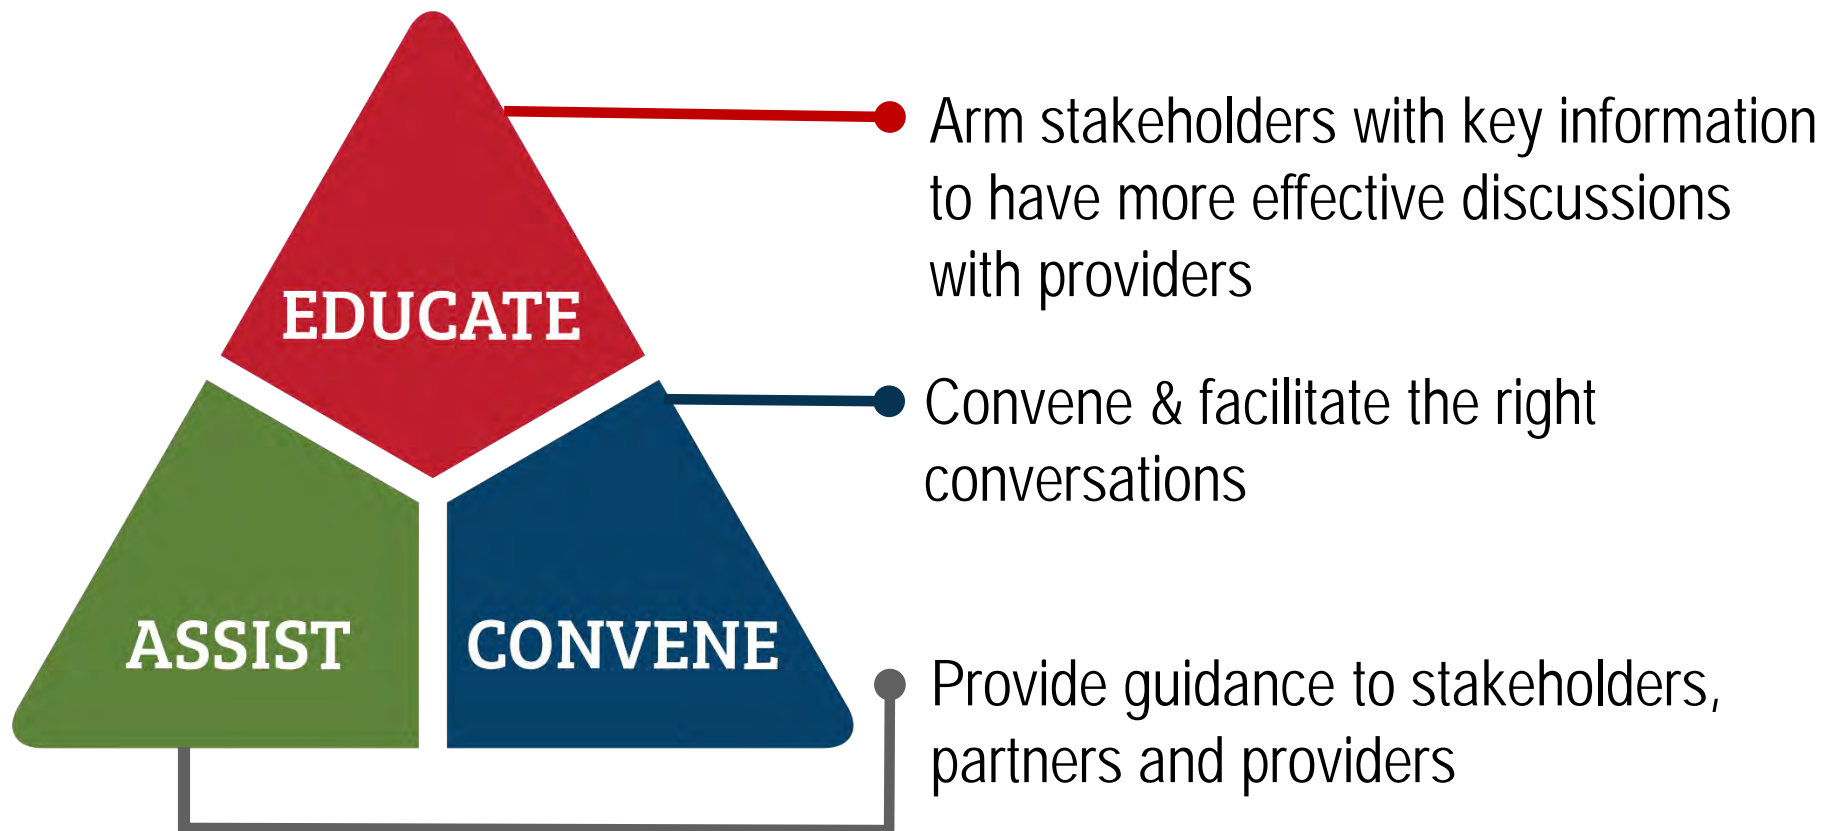 EDUCATE
Arm stakeholders with key information
to have more effective discussions
with providers
Convene & facilitate the right
conversations
ASSIST
CONVENE
Provide guidance to stakeholders,
partners and providers